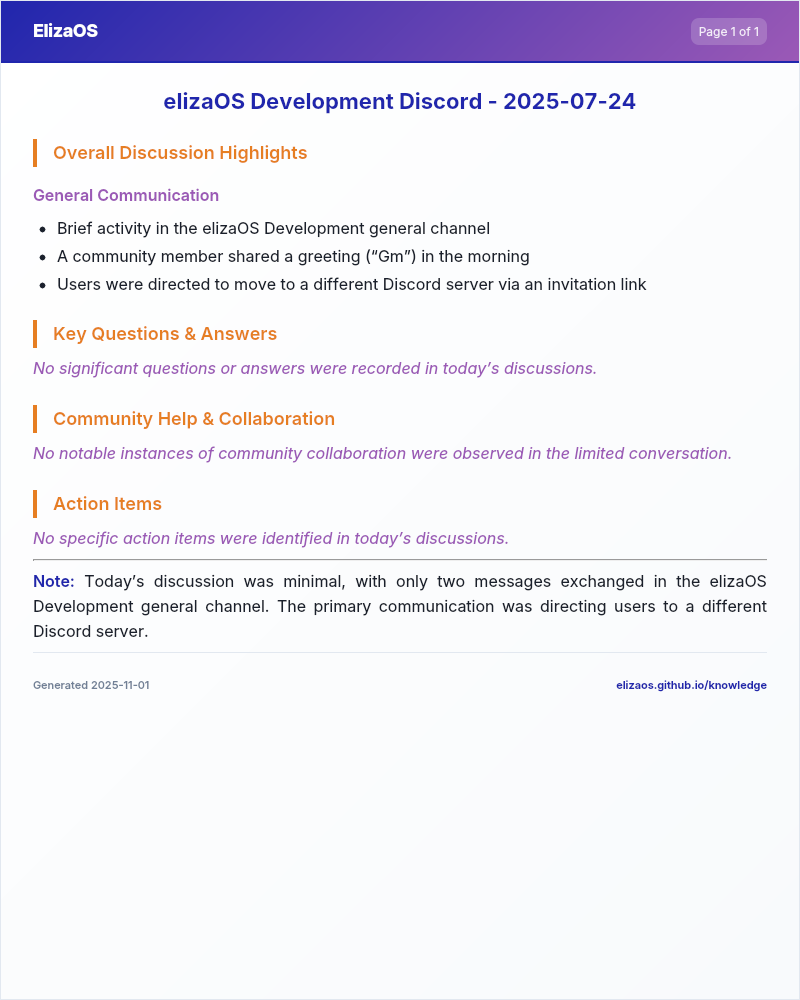 ElizaOS
Page 1 of 1
elizaOS Development Discord - 2025-07-24
Overall Discussion Highlights
General Communication
• Brief activity in the elizaOS Development general channel
• A community member shared a greeting (“Gm”) in the morning
• Users were directed to move to a different Discord server via an invitation link
Key Questions & Answers
No significant questions or answers were recorded in today’s discussions.
Community Help & Collaboration
No notable instances of community collaboration were observed in the limited conversation.
Action Items
No specific action items were identified in today’s discussions.
Note: Today’s discussion was minimal, with only two messages exchanged in the elizaOS
Development general channel. The primary communication was directing users to a different
Discord server.
Generated 2025-11-01
elizaos.github.io/knowledge